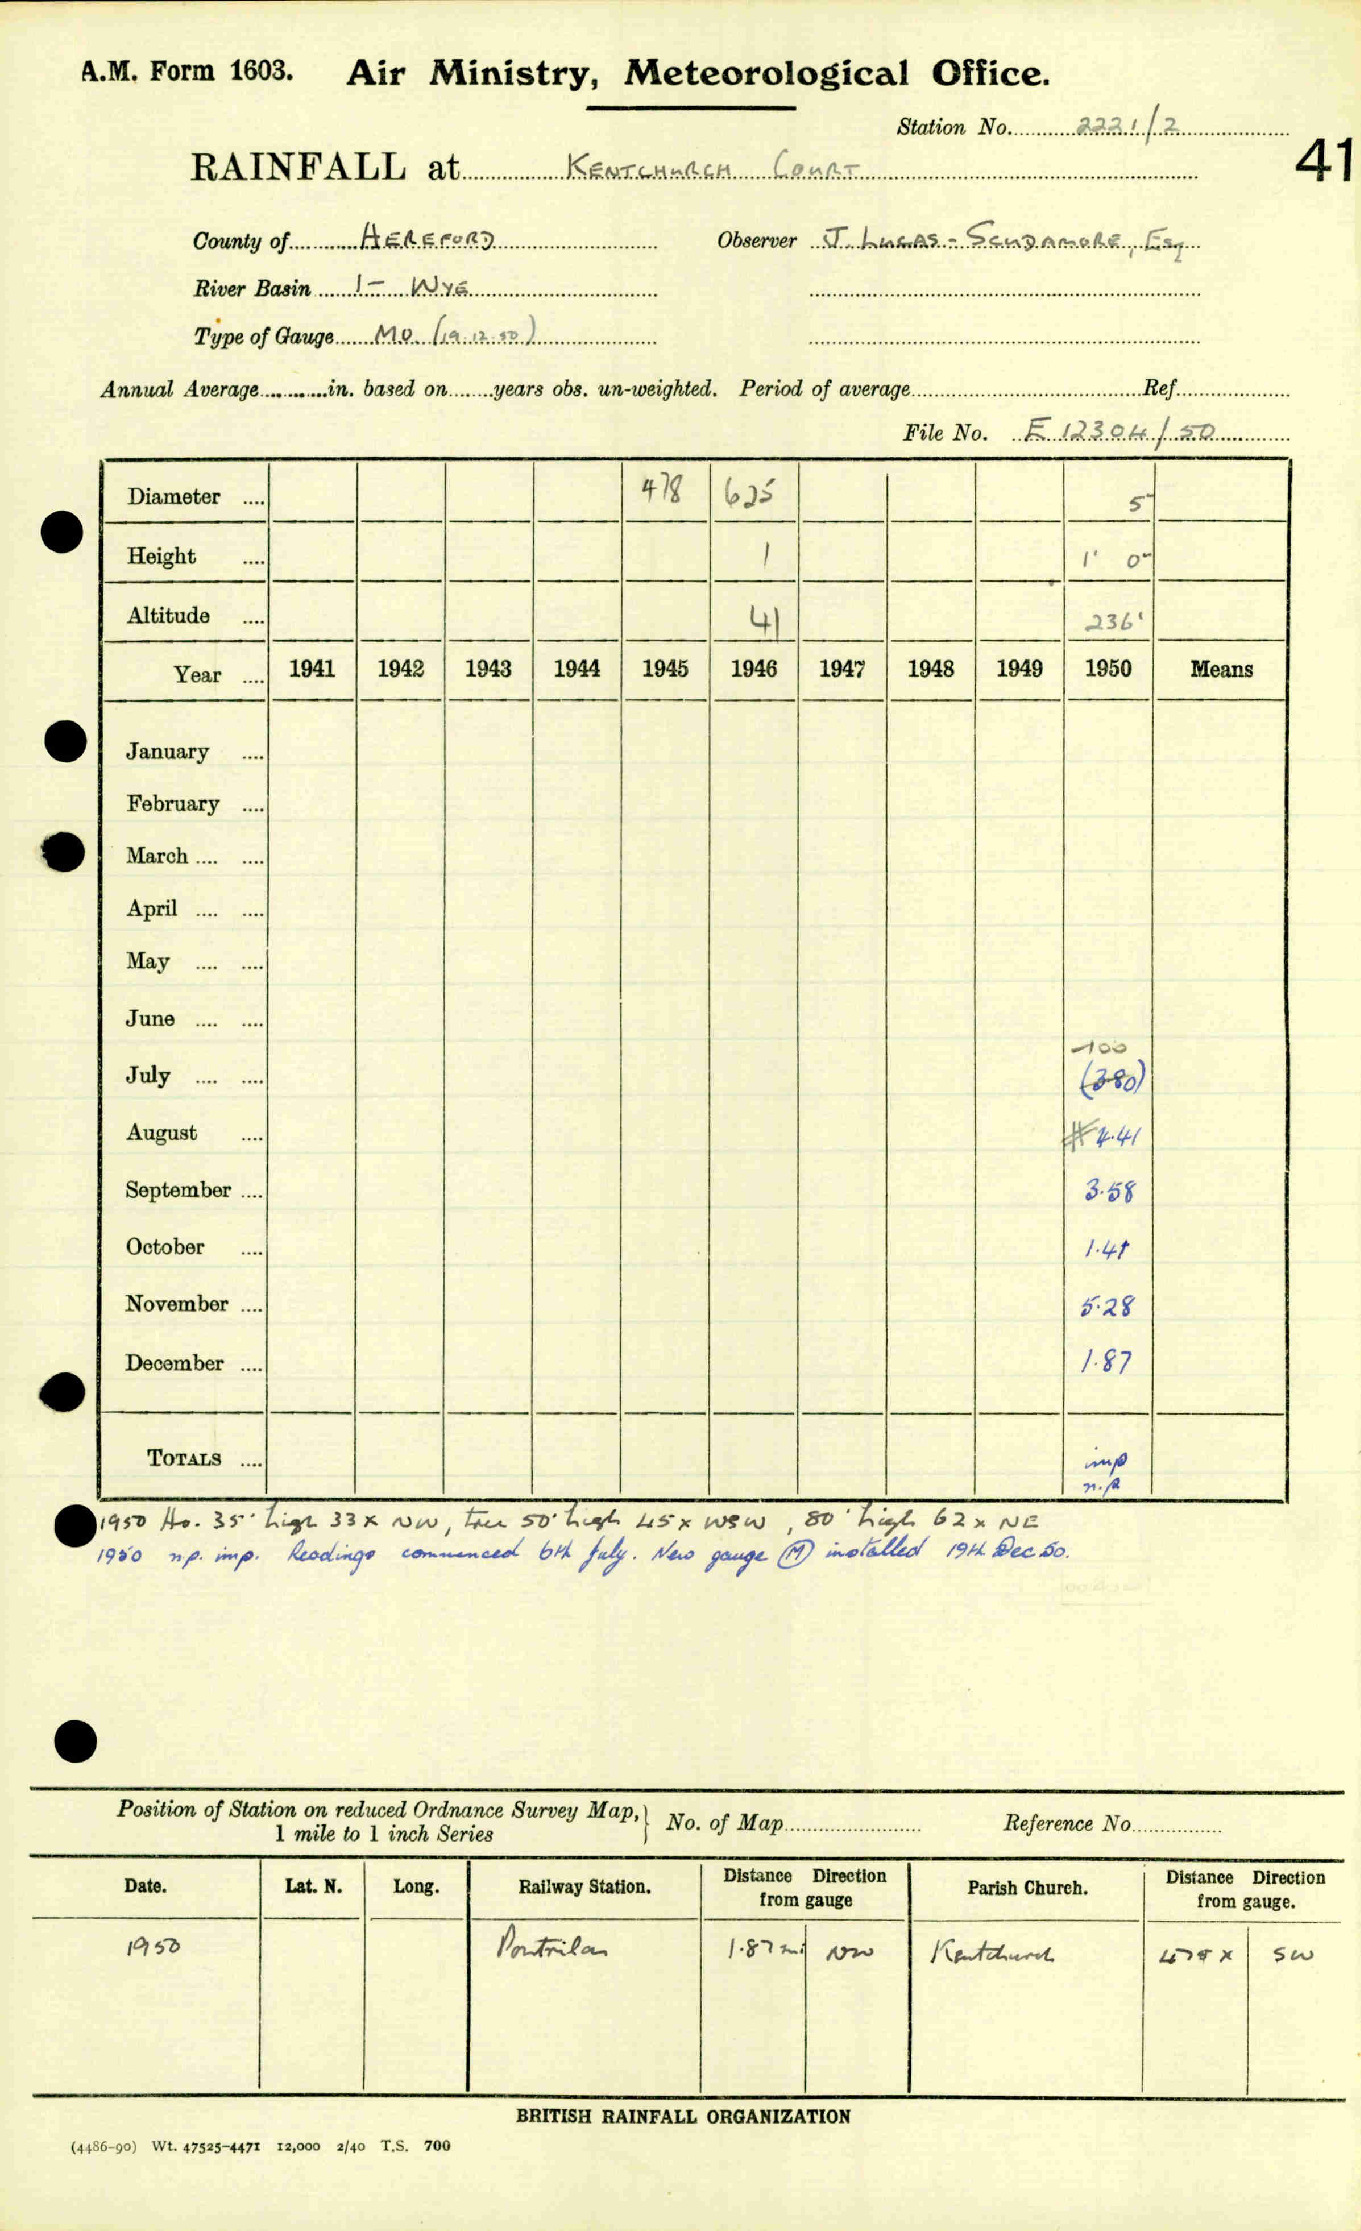 A.M. Form 1603. Air Ministry, Meteorological Office.
Station No. 2221/2
41
RAINFALL at KENTCHURCH COURT
County of HEREFORD Observer J. LUCAS-SCUDAMORE, Esq
River Basin 1- WYE
Type of Gauge MO (19.12.50)
Annual Average in. based on years obs. un-weighted. Period of average Ref.
File No. E 12304/50
Diameter .... 478 625 5"
Height .... 1 1' 0"
Altitude .... 41 236'
Year .... 1941 1942 1943 1944 1945 1946 1947 1948 1949 1950 Means
January ....
February ....
March .... ....
April .... ....
May .... ....
June .... ....
100
July .... .... (380)
August .... # 4.41
September .... 3.58
October .... 1.41
November .... 5.28
December .... 1.87
TOTALS .... imp
n.p
1950 Ho. 35' high 33 x NW, tree 50' high 45 x WSW, 80' high 62 x NE
1950 n.p. imp. Readings commenced 6th July. New gauge (M) installed 19th Dec 50.
Position of Station on reduced Ordnance Survey Map, No. of Map Reference No.
1 mile to 1 inch Series
Date. Lat. N. Long. Railway Station. Distance Direction from gauge Parish Church. Distance Direction from gauge.
1950 Pontrilas 1.87 mi NW Kentchurch 475 x SW
BRITISH RAINFALL ORGANIZATION
(4486-90) Wt. 47525-4471 12,000 2/40 T.S. 700